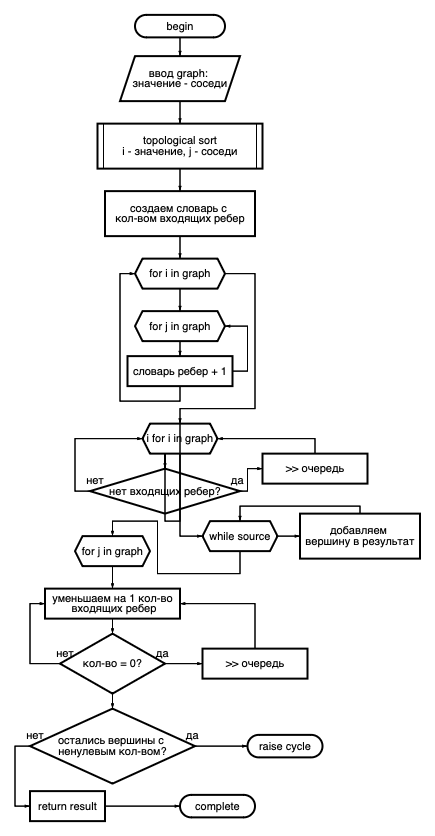 begin
ввод graph:
значение - соседи
topological sort
i - значение, j - соседи
создаем словарь с
кол-вом входящих ребер
for i in graph
for j in graph
словарь ребер + 1
i for i in graph
нет
да
нет входящих ребер?
>> очередь
while source
добавляем
вершину в результат
for j in graph
уменьшаем на 1 кол-во
входящих ребер
нет
да
кол-во = 0?
>> очередь
нет
да
остались вершины с
ненулевым кол-вом?
raise cycle
return result
complete